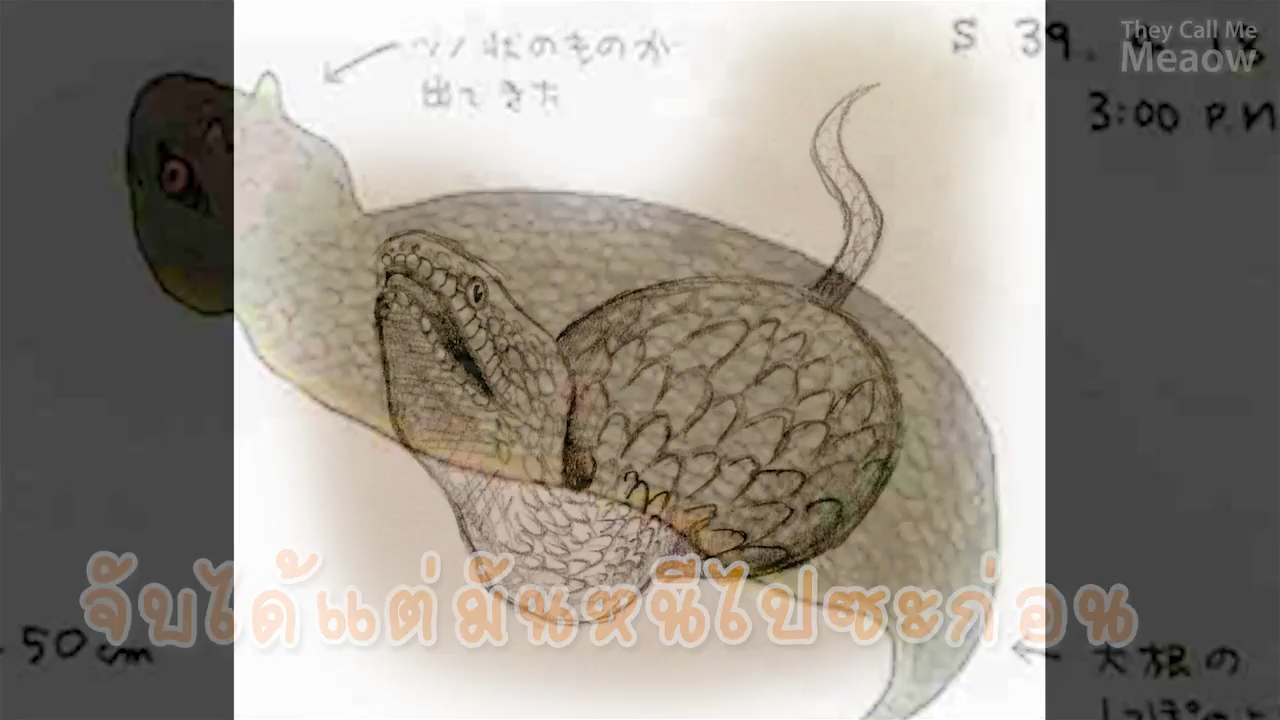 They Call Me
Meaow
ツノ状のものが
出てきた
S 39.
3:00 P.M
จับได้แต่มันหนีไปซะก่อน
50 cm
大根の